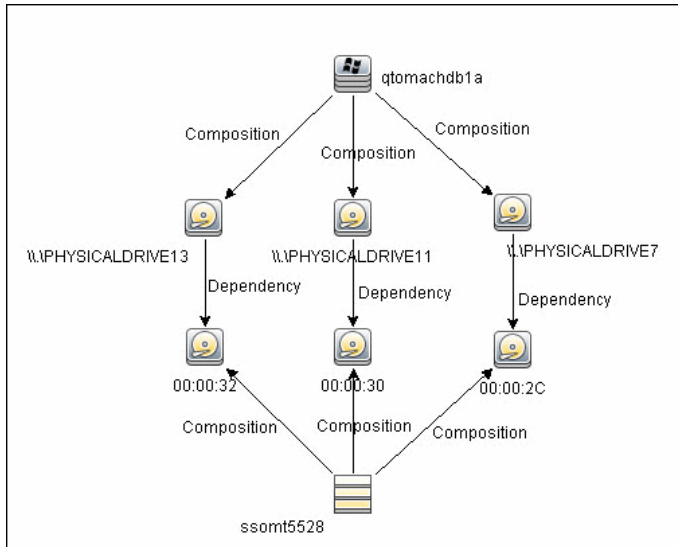 qtomachdb1a
Composition
Composition
Composition
\\.\PHYSICALDRIVE13
\\.\PHYSICALDRIVE11
\\.\PHYSICALDRIVE7
Dependency
Dependency
Dependency
00:00:32
00:00:30
00:00:2C
Composition
Composition
Composition
ssomt5528